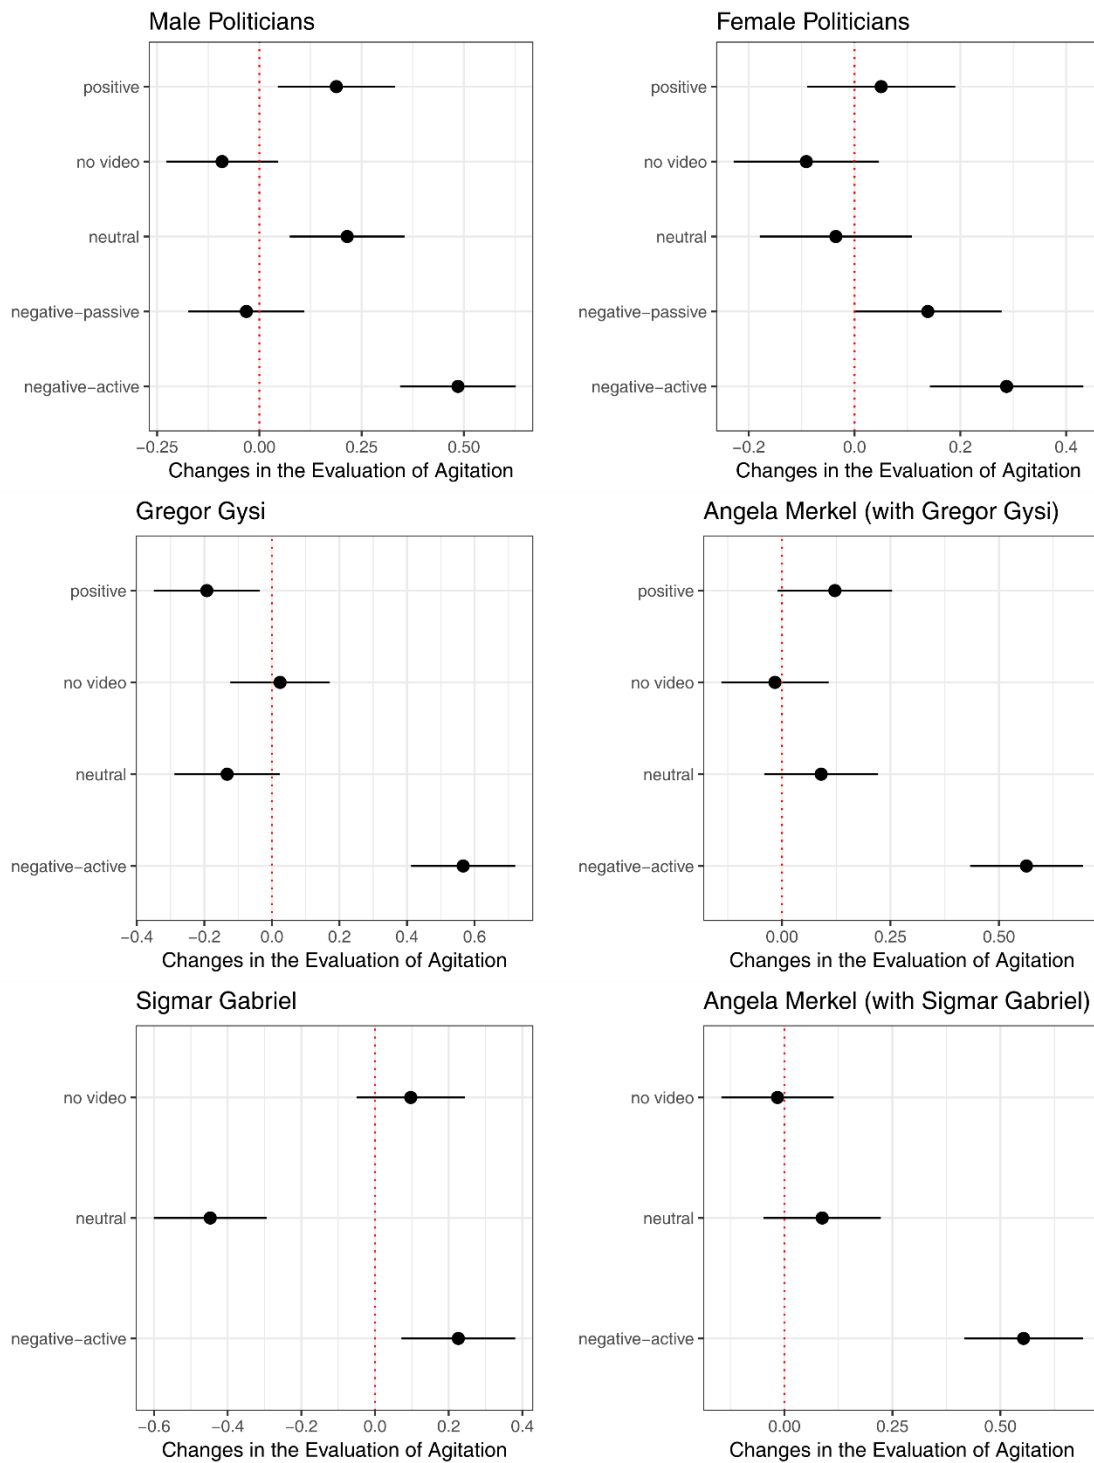 Male Politicians
positive
no video
neutral
negative−passive
negative−active
−0.25 0.00 0.25 0.50
Changes in the Evaluation of Agitation
Female Politicians
positive
no video
neutral
negative−passive
negative−active
−0.2 0.0 0.2 0.4
Changes in the Evaluation of Agitation
Gregor Gysi
positive
no video
neutral
negative−active
−0.4 −0.2 0.0 0.2 0.4 0.6
Changes in the Evaluation of Agitation
Angela Merkel (with Gregor Gysi)
positive
no video
neutral
negative−active
0.00 0.25 0.50
Changes in the Evaluation of Agitation
Sigmar Gabriel
no video
neutral
negative−active
−0.6 −0.4 −0.2 0.0 0.2 0.4
Changes in the Evaluation of Agitation
Angela Merkel (with Sigmar Gabriel)
no video
neutral
negative−active
0.00 0.25 0.50
Changes in the Evaluation of Agitation